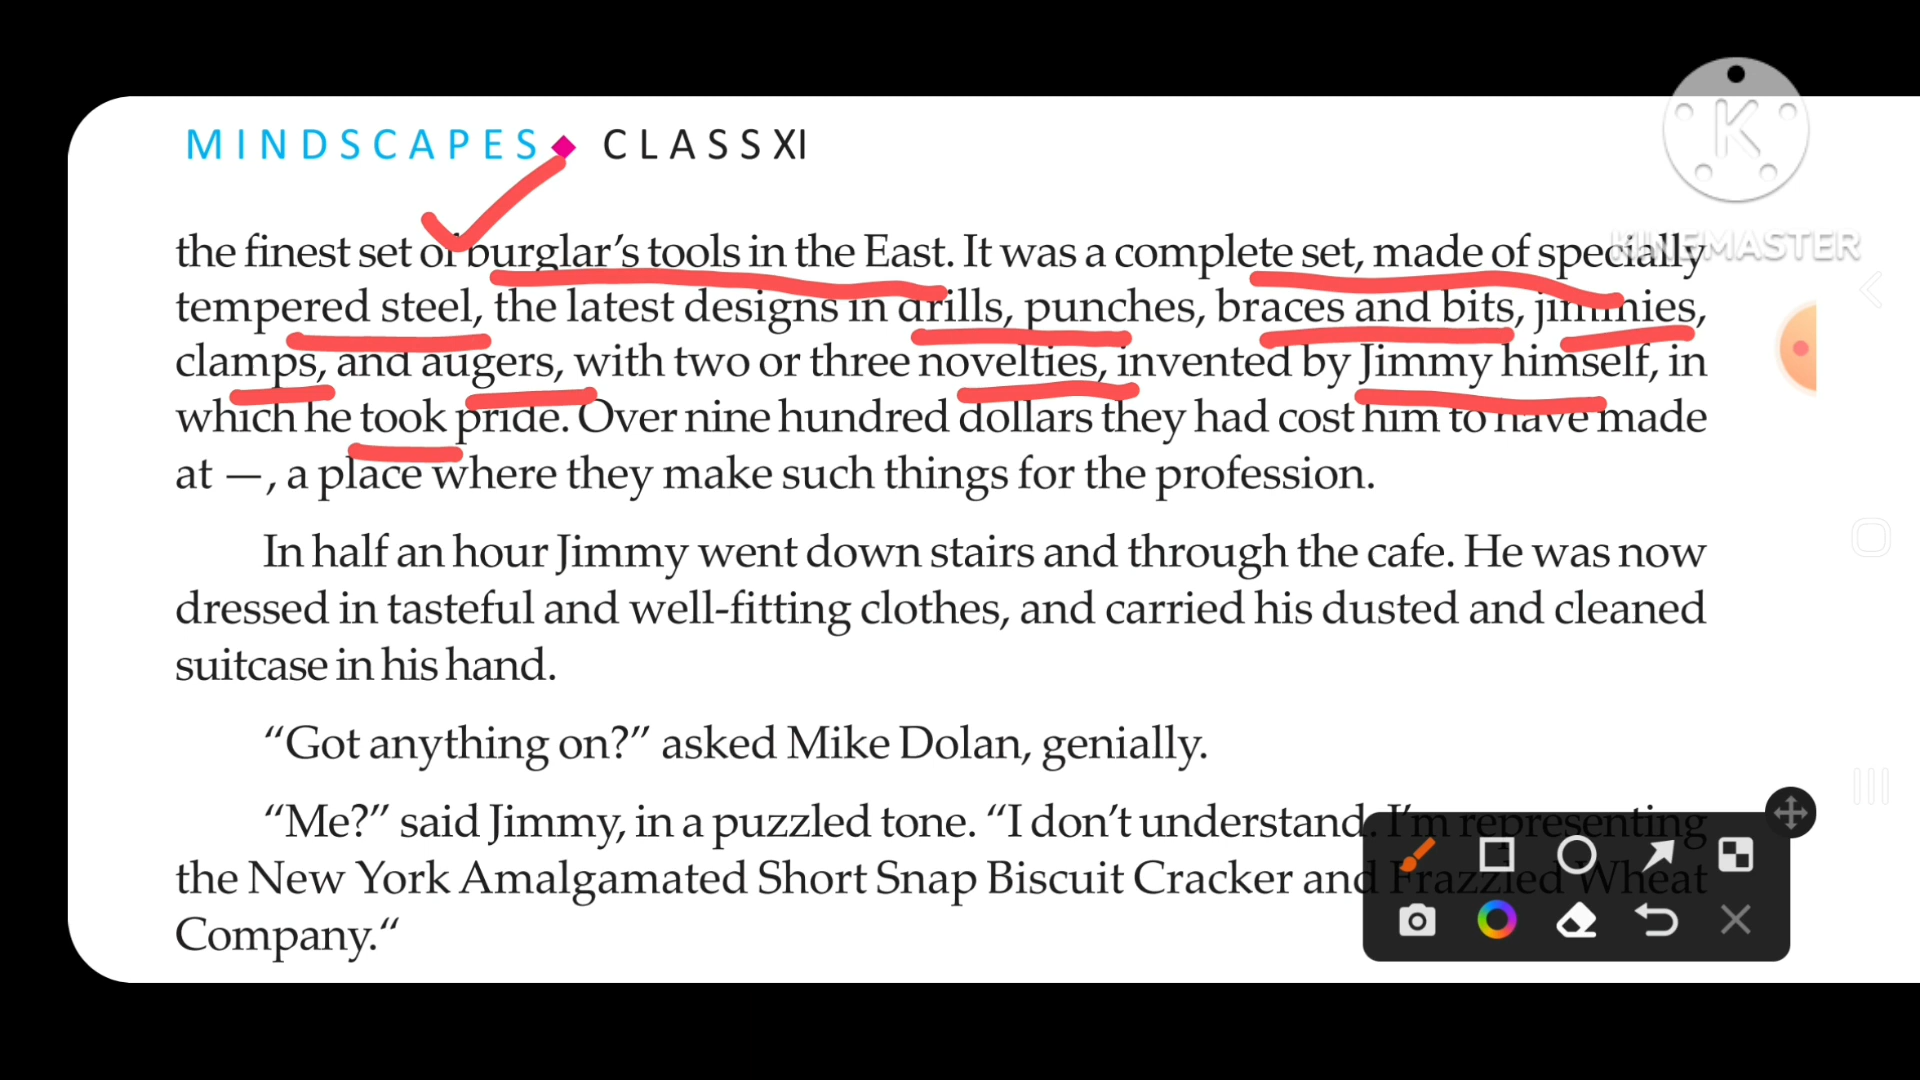 MINDSCAPES ◆ CLASS XI
KINEMASTER
the finest set of burglar’s tools in the East. It was a complete set, made of specially
tempered steel, the latest designs in drills, punches, braces and bits, jimmies,
clamps, and augers, with two or three novelties, invented by Jimmy himself, in
which he took pride. Over nine hundred dollars they had cost him to have made
at —, a place where they make such things for the profession.
In half an hour Jimmy went down stairs and through the cafe. He was now
dressed in tasteful and well-fitting clothes, and carried his dusted and cleaned
suitcase in his hand.
“Got anything on?” asked Mike Dolan, genially.
“Me?” said Jimmy, in a puzzled tone. “I don’t understand. I’m representing
the New York Amalgamated Short Snap Biscuit Cracker and Frazzled Wheat
Company.“